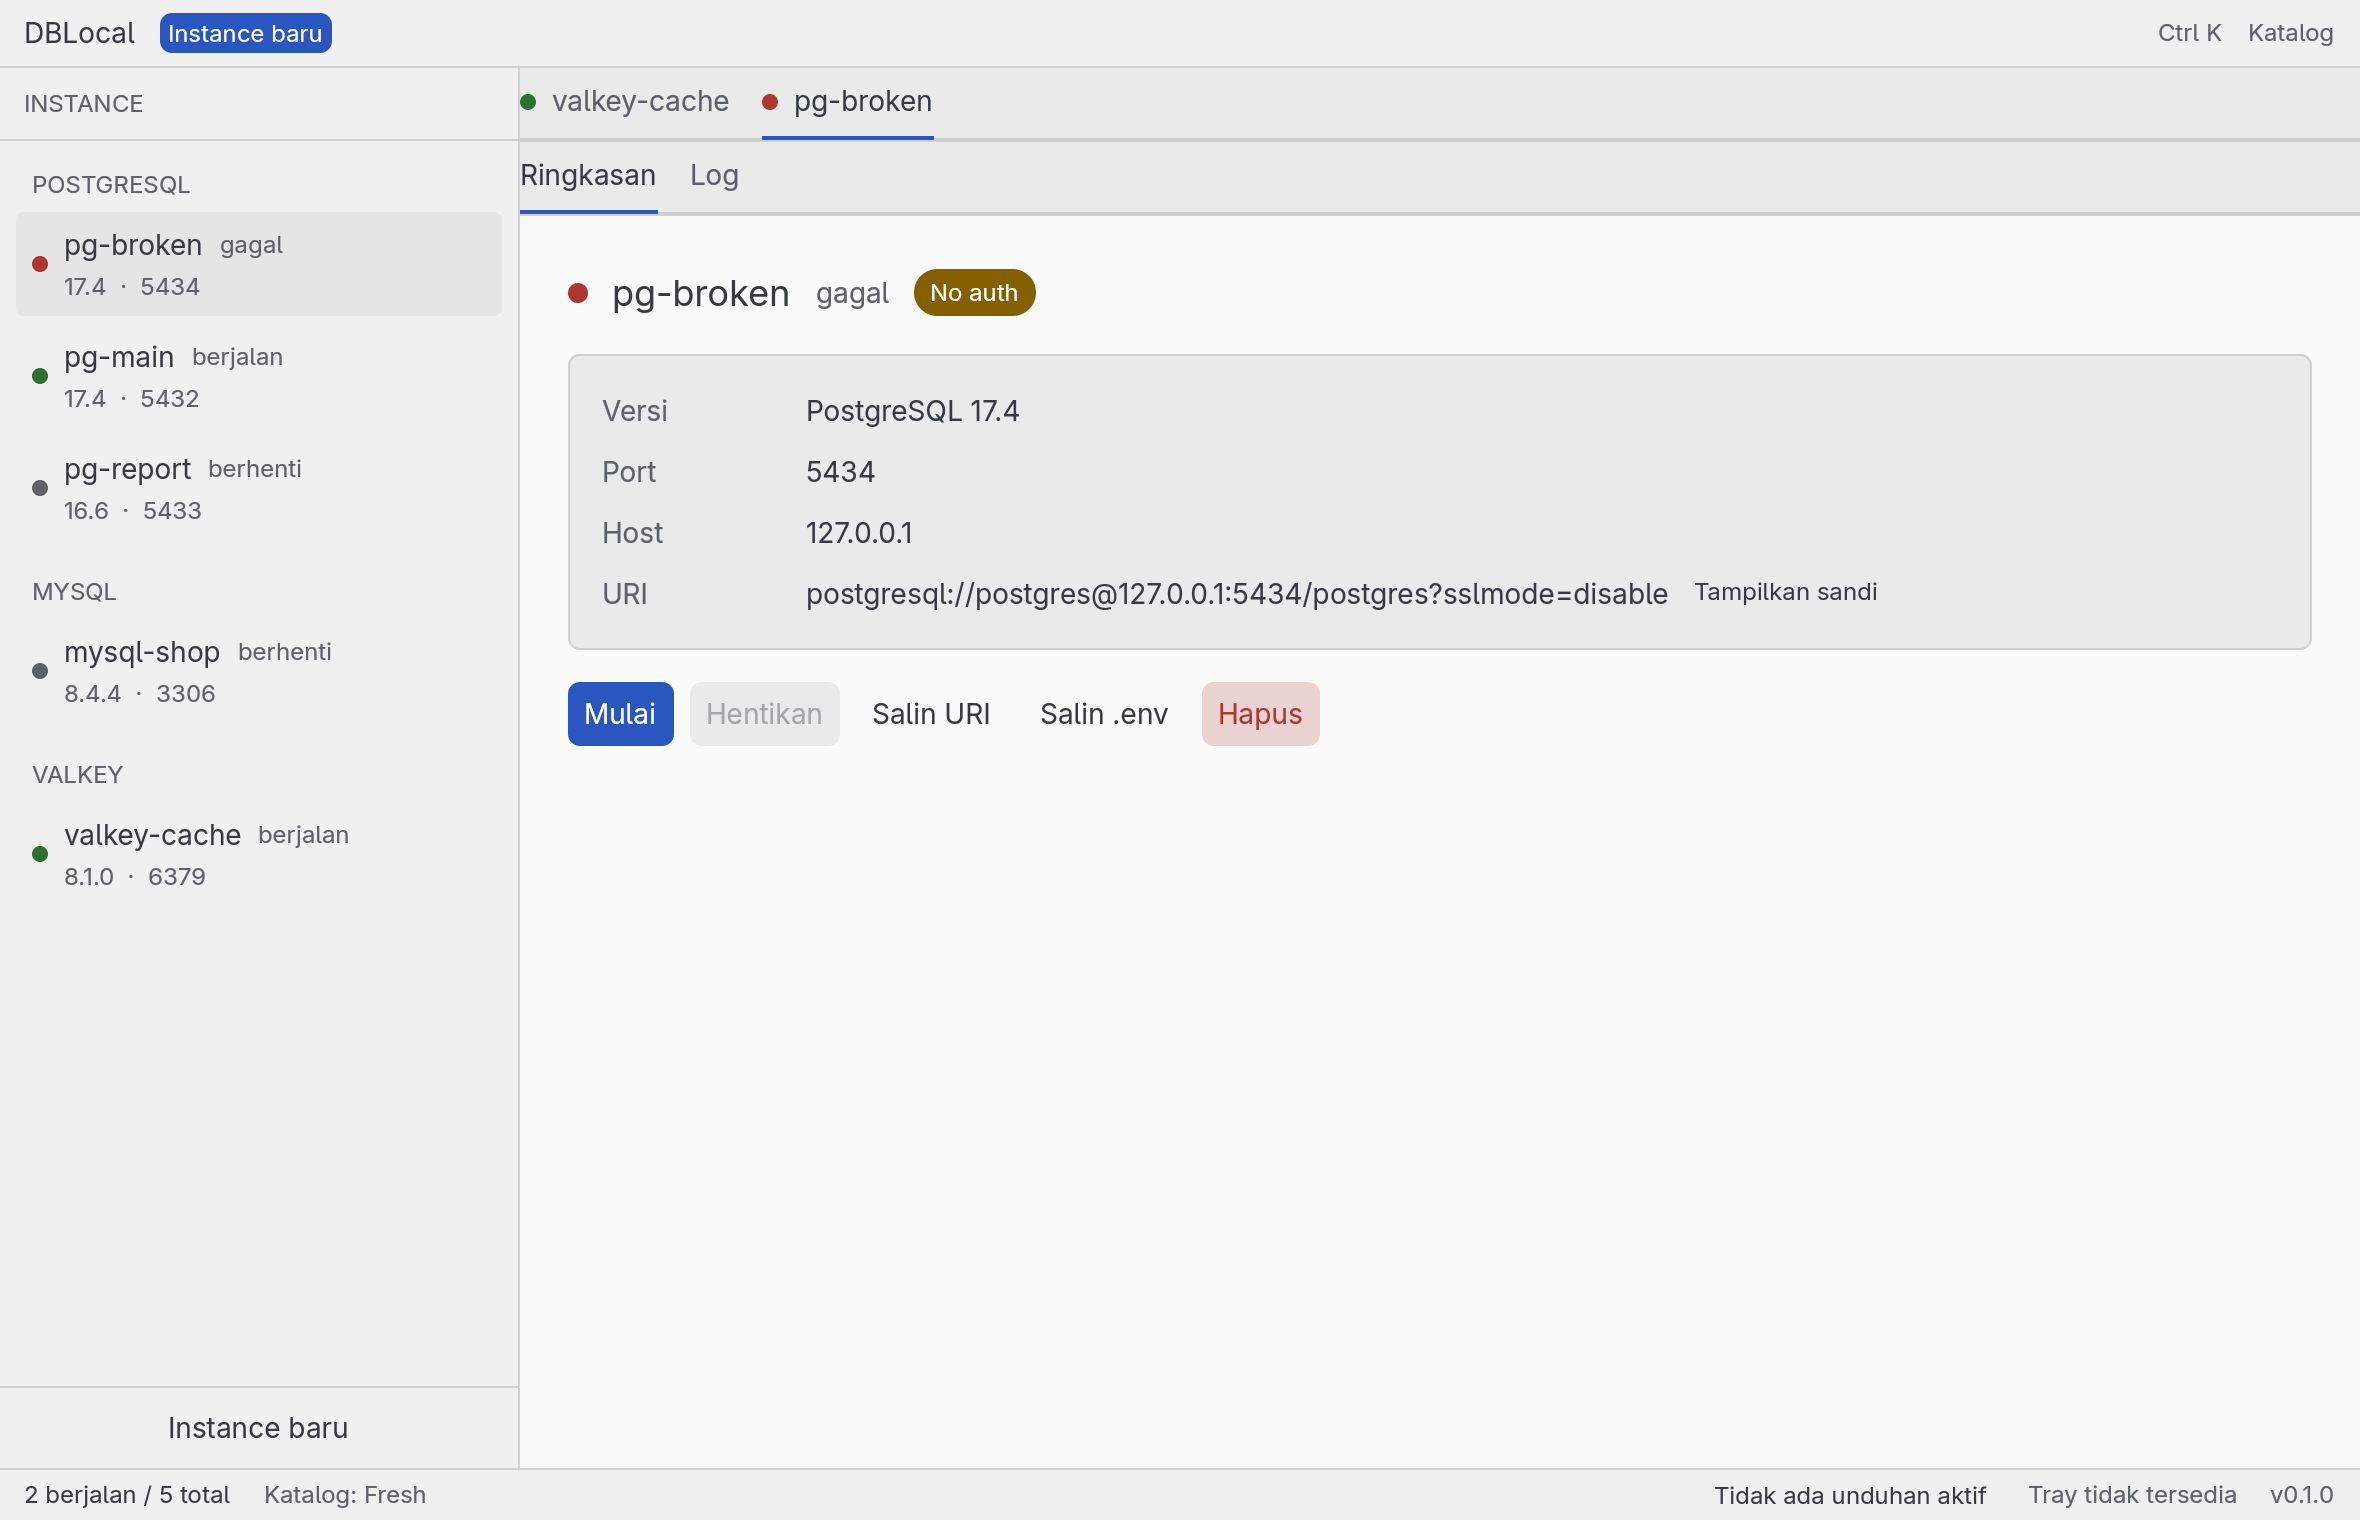 DBLocal Instance baru Ctrl K Katalog
INSTANCE
POSTGRESQL
pg-broken gagal
17.4 · 5434
pg-main berjalan
17.4 · 5432
pg-report berhenti
16.6 · 5433
MYSQL
mysql-shop berhenti
8.4.4 · 3306
VALKEY
valkey-cache berjalan
8.1.0 · 6379
Instance baru
valkey-cache pg-broken
Ringkasan Log
pg-broken gagal No auth
Versi PostgreSQL 17.4
Port 5434
Host 127.0.0.1
URI postgresql://postgres@127.0.0.1:5434/postgres?sslmode=disable Tampilkan sandi
Mulai Hentikan Salin URI Salin .env Hapus
2 berjalan / 5 total Katalog: Fresh Tidak ada unduhan aktif Tray tidak tersedia v0.1.0